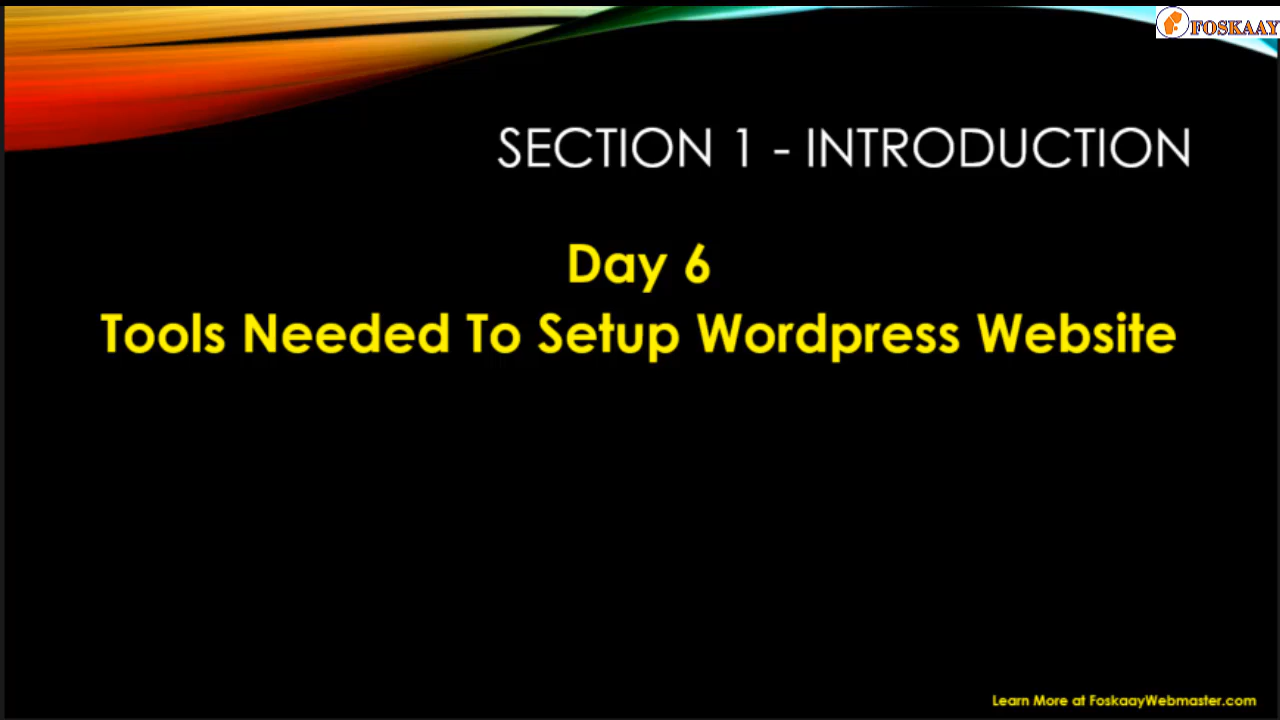 FOSKAAY
SECTION 1 - INTRODUCTION
Day 6
Tools Needed To Setup Wordpress Website
Learn More at FoskaayWebmaster.com